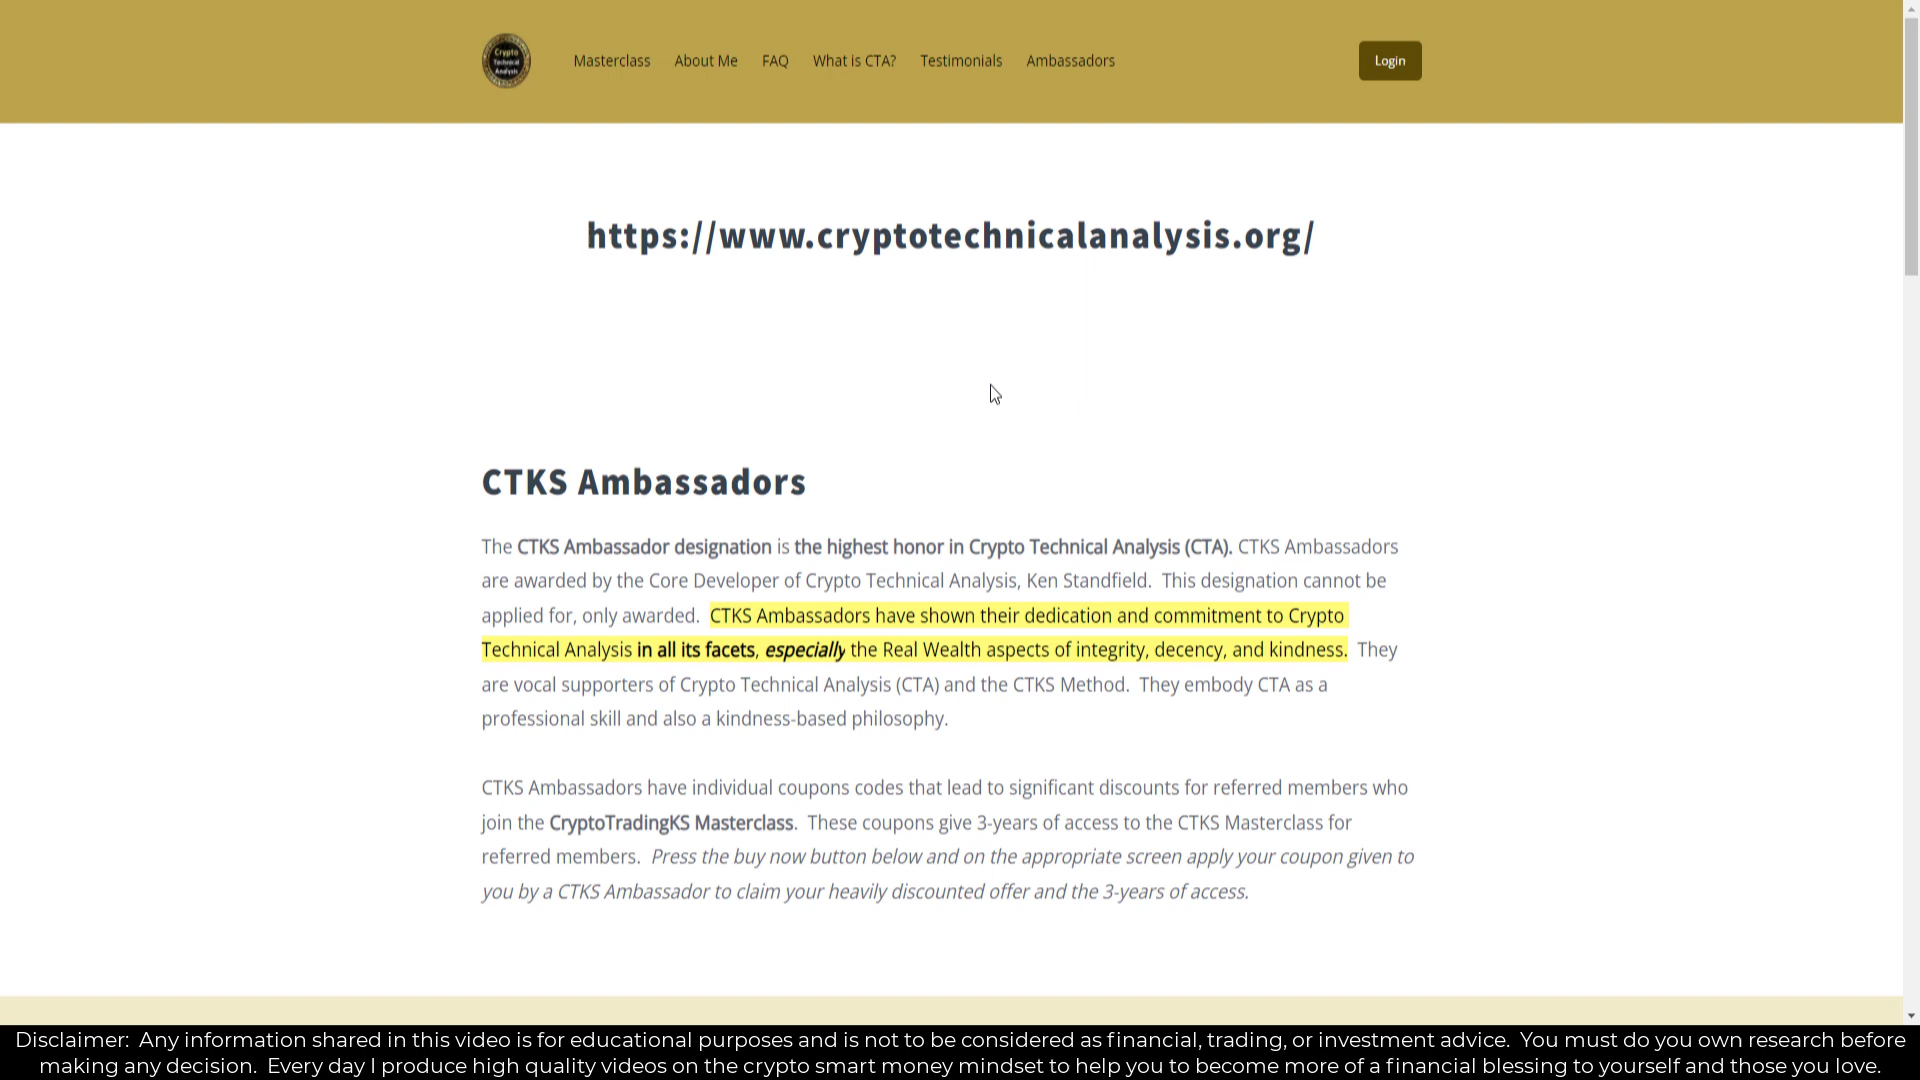 Crypto
Technical
Analysis
Masterclass About Me FAQ What is CTA? Testimonials Ambassadors Login
https://www.cryptotechnicalanalysis.org/
CTKS Ambassadors
The CTKS Ambassador designation is the highest honor in Crypto Technical Analysis (CTA). CTKS Ambassadors
are awarded by the Core Developer of Crypto Technical Analysis, Ken Standfield. This designation cannot be
applied for, only awarded. CTKS Ambassadors have shown their dedication and commitment to Crypto
Technical Analysis in all its facets, especially the Real Wealth aspects of integrity, decency, and kindness. They
are vocal supporters of Crypto Technical Analysis (CTA) and the CTKS Method. They embody CTA as a
professional skill and also a kindness-based philosophy.
CTKS Ambassadors have individual coupons codes that lead to significant discounts for referred members who
join the CryptoTradingKS Masterclass. These coupons give 3-years of access to the CTKS Masterclass for
referred members. Press the buy now button below and on the appropriate screen apply your coupon given to
you by a CTKS Ambassador to claim your heavily discounted offer and the 3-years of access.
Disclaimer: Any information shared in this video is for educational purposes and is not to be considered as financial, trading, or investment advice. You must do you own research before
making any decision. Every day I produce high quality videos on the crypto smart money mindset to help you to become more of a financial blessing to yourself and those you love.